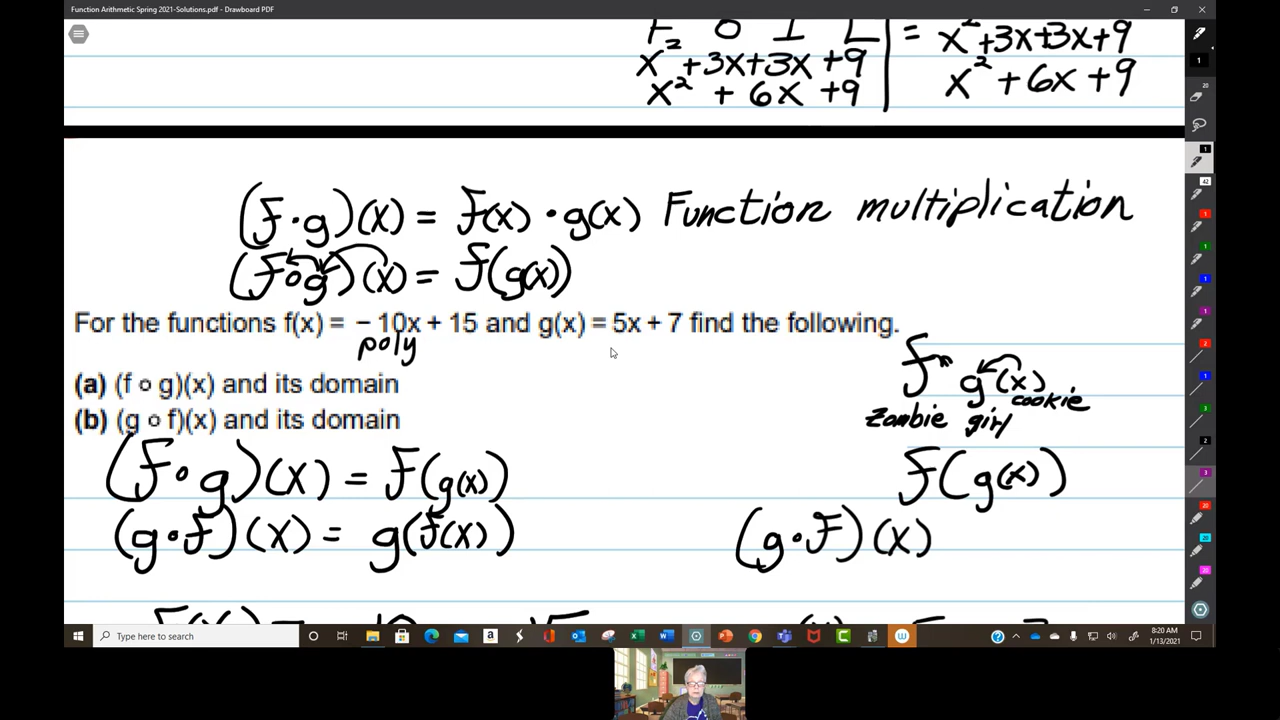 Function Arithmetic Spring 2021-Solutions.pdf - Drawboard PDF
F O I L
x² + 3x + 3x + 9
x² + 6x + 9
= x² + 3x + 3x + 9
x² + 6x + 9
(f · g)(x) = f(x) · g(x) Function multiplication
(f ∘ g)(x) = f(g(x))
For the functions f(x) = − 10x + 15 and g(x) = 5x + 7 find the following.
poly
(a) (f ∘ g)(x) and its domain
(b) (g ∘ f)(x) and its domain
f g (x)
cookie
Zombie girl
(f ∘ g)(x) = f(g(x))
f(g(x))
(g ∘ f)(x) = g(f(x))
(g ∘ f)(x)
Type here to search
8:20 AM
1/13/2021